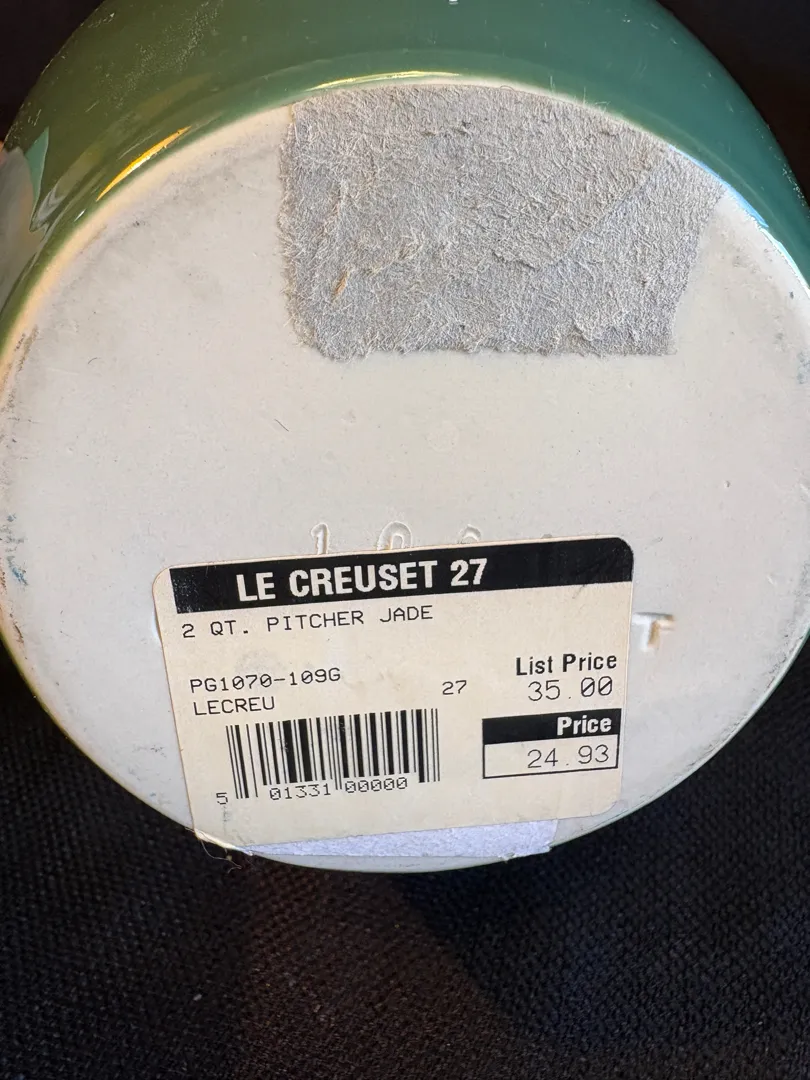 LE CREUSET 27
2 QT. PITCHER JADE
PG1070-109G
LECREU
27
List Price
35.00
Price
24.93
5 01331 00000
T